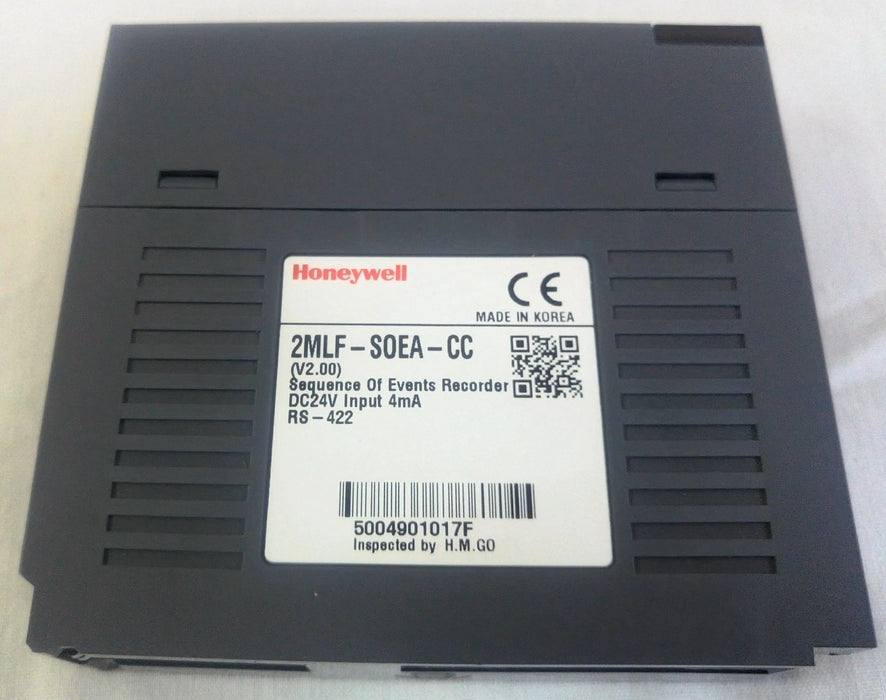 Honeywell
CE
MADE IN KOREA
2MLF-SOEA-CC
(V2.00)
Sequence Of Events Recorder
DC24V Input 4mA
RS-422
5004901017F
Inspected by H.M.GO